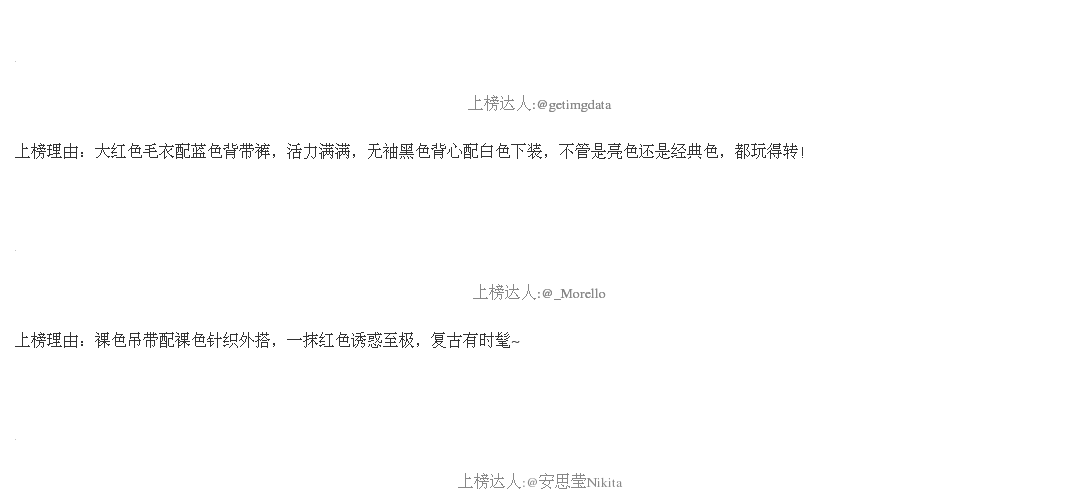 上榜达人:@getimgdata
上榜理由：大红色毛衣配蓝色背带裤，活力满满，无袖黑色背心配白色下装，不管是亮色还是经典色，都玩得转!
上榜达人:@_Morello
上榜理由：裸色吊带配裸色针织外搭，一抹红色诱惑至极，复古有时髦~
上榜达人:@安思莹Nikita